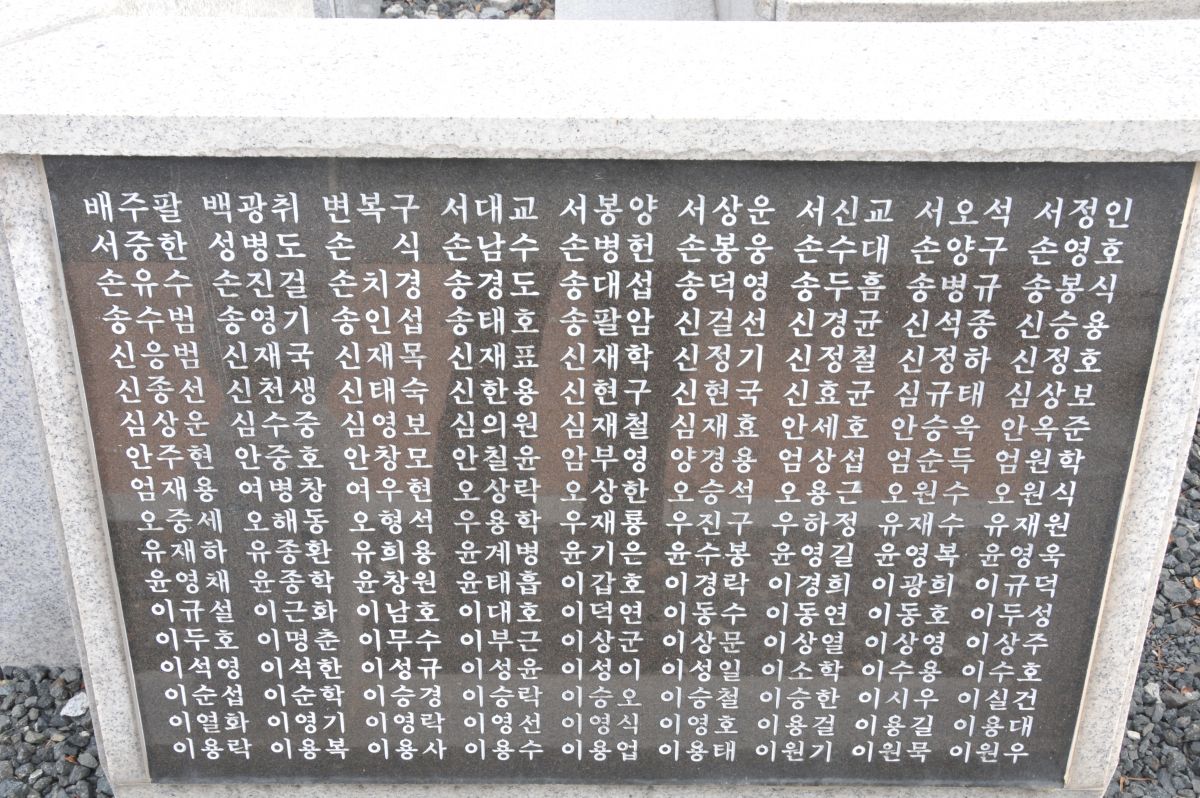 배주팔 백광취 변복구 서대교 서봉양 서상운 서신교 서오석 서정인
서중한 성병도 손 식 손남수 손병헌 손봉웅 손수대 손양구 손영호
손유수 손진걸 손치경 송경도 송대섭 송덕영 송두흠 송병규 송봉식
송수범 송영기 송인섭 송태호 송팔암 신걸선 신경균 신석종 신승용
신응범 신재국 신재목 신재표 신재학 신정기 신정철 신정하 신정호
신종선 신천생 신태숙 신한용 신현구 신현국 신효균 심규태 심상보
심상운 심수중 심영보 심의원 심재철 심재효 안세호 안승욱 안옥준
안주현 안중호 안창모 안칠윤 암부영 양경용 엄상섭 엄순득 엄원학
엄재용 여병창 여우현 오상락 오상한 오승석 오용근 오원수 오원식
오중세 오해동 오형석 우용학 우재룡 우진구 우하정 유재수 유재원
유재하 유종환 유희용 윤계병 윤기은 윤수봉 윤영길 윤영복 윤영옥
윤영채 윤종학 윤창원 윤태흡 이갑호 이경락 이경희 이광희 이규덕
이규설 이근화 이남호 이대호 이덕연 이동수 이동연 이동호 이두성
이두호 이명춘 이무수 이부근 이상군 이상문 이상열 이상영 이상주
이석영 이석한 이성규 이성윤 이성이 이성일 이소학 이수용 이수호
이순섭 이순학 이승경 이승락 이승오 이승철 이승한 이시우 이실건
이열화 이영기 이영락 이영선 이영식 이영호 이용걸 이용길 이용대
이용락 이용복 이용사 이용수 이용업 이용태 이원기 이원묵 이원우